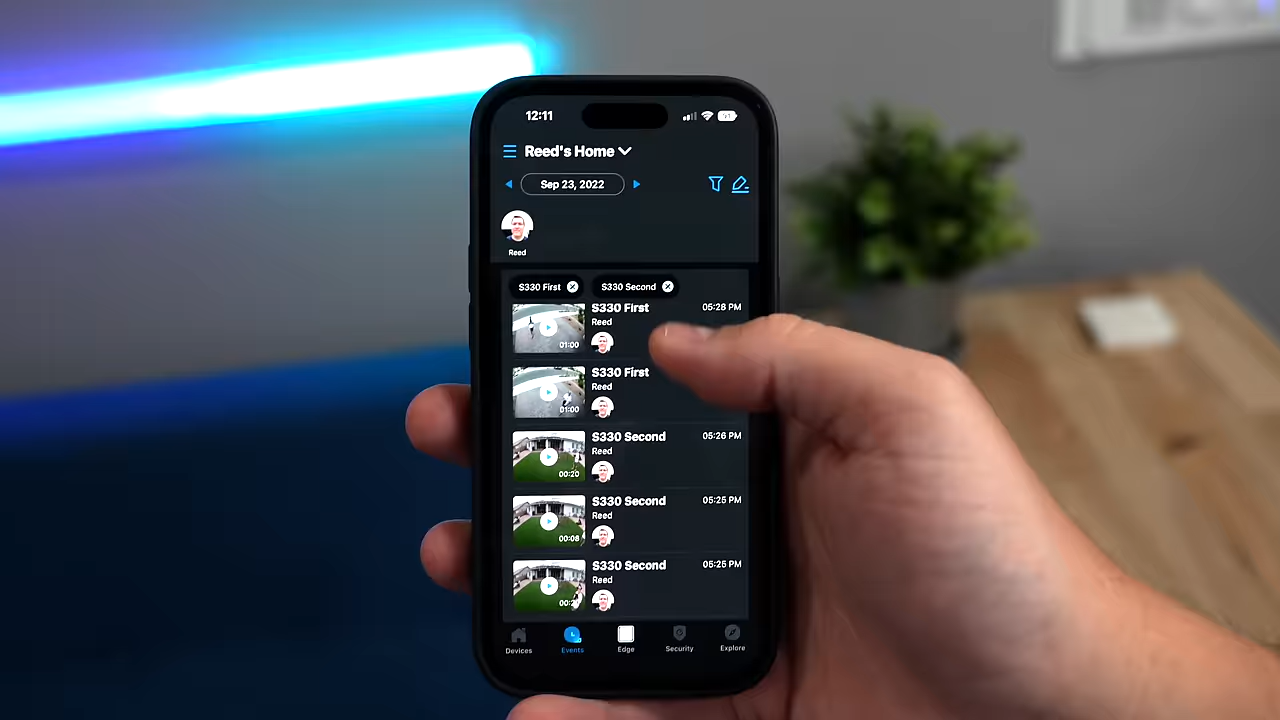 12:11
Reed's Home
Sep 23, 2022
Reed
S330 First
S330 Second
S330 First
05:28 PM
Reed
01:00
S330 First
Reed
01:00
S330 Second
05:26 PM
Reed
00:20
S330 Second
05:25 PM
Reed
00:08
S330 Second
05:25 PM
Reed
Devices
Events
Edge
Security
Explore